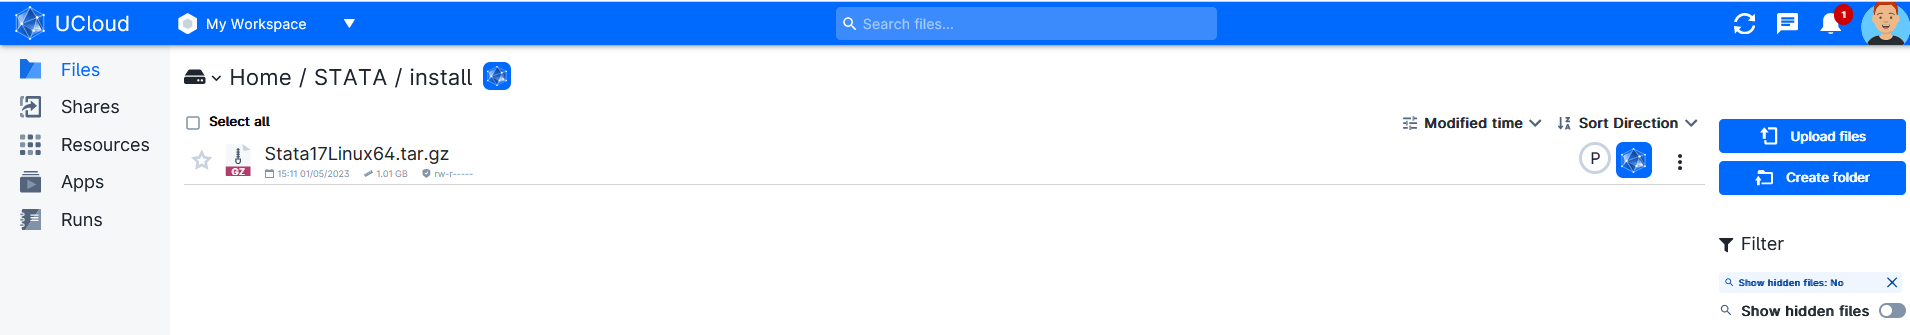 UCloud My Workspace Search files... 1
Files
Shares
Resources
Apps
Runs
Home / STATA / install
Select all Modified time Sort Direction
Stata17Linux64.tar.gz
GZ 15:11 01/05/2023 1.01 GB rw-r-----
P
Upload files
Create folder
Filter
Show hidden files: No
Show hidden files